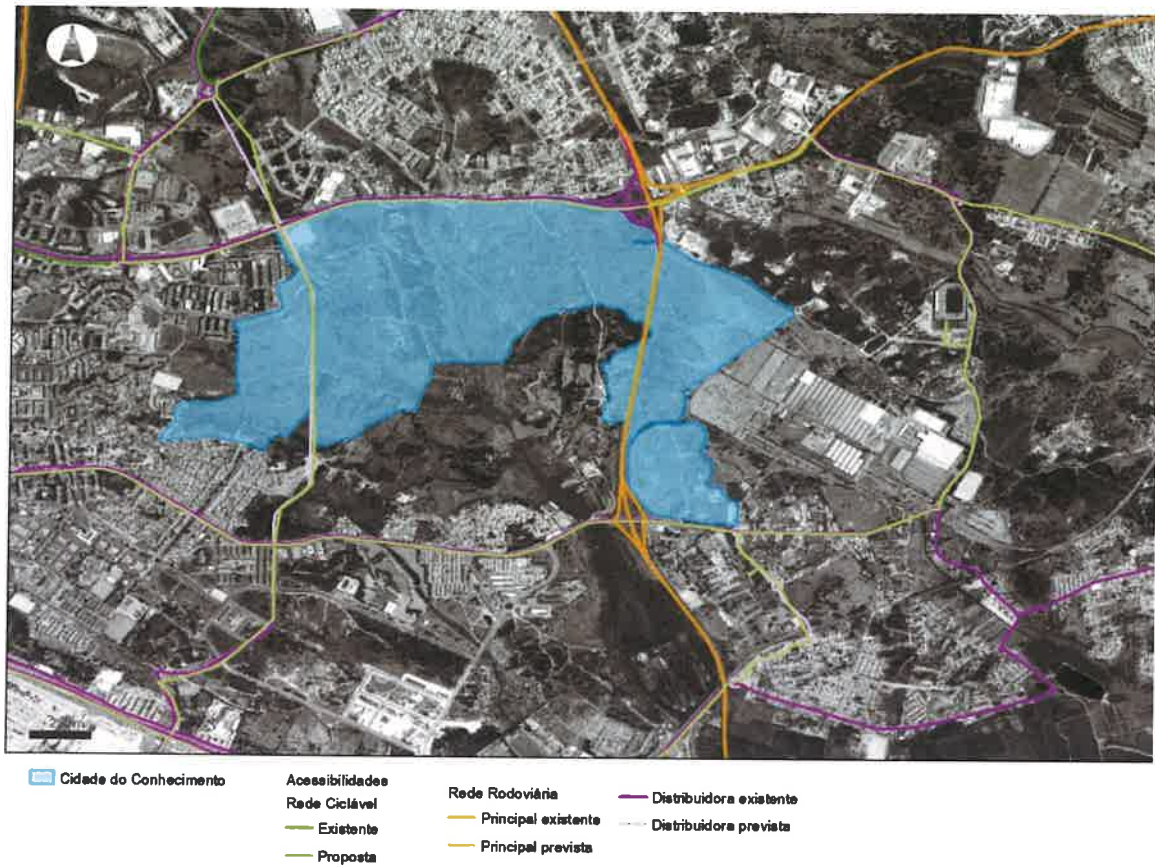 Cidade do Conhecimento
Acessibilidades
Rede Ciclável
Existente
Proposta
Rede Rodoviária
Principal existente
Principal prevista
Distribuidora existente
Distribuidora prevista